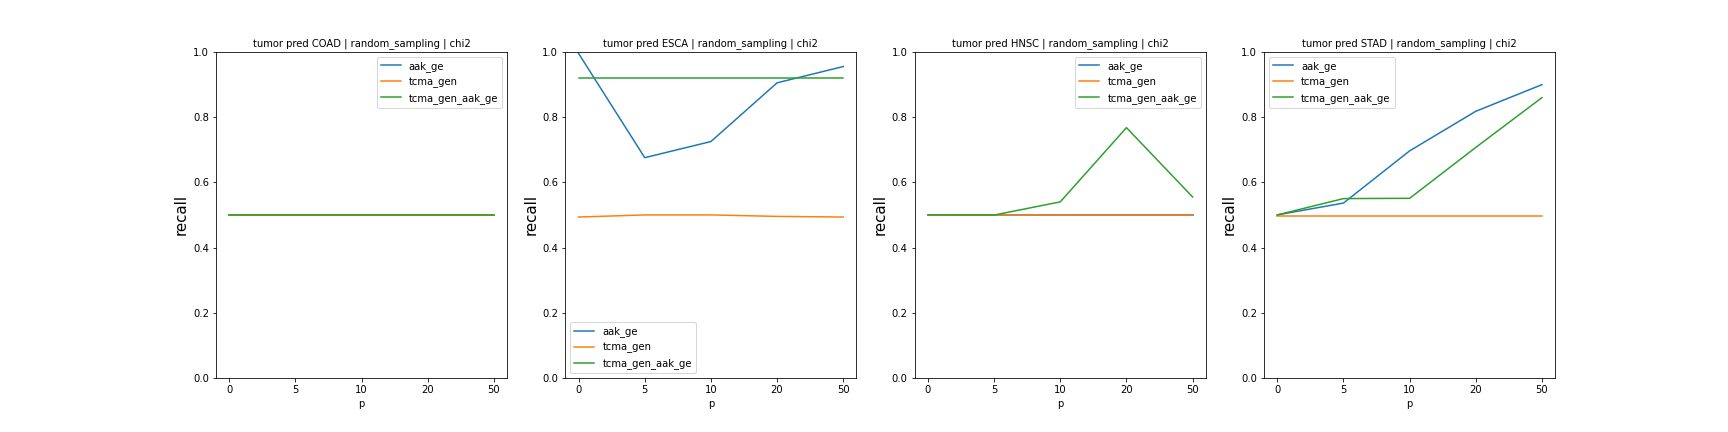 tumor pred COAD | random_sampling | chi2
1.0
0.8
0.6
0.4
0.2
0.0
recall
aak_ge
tcma_gen
tcma_gen_aak_ge
0 5 10 20 50
p
tumor pred ESCA | random_sampling | chi2
1.0
0.8
0.6
0.4
0.2
0.0
recall
aak_ge
tcma_gen
tcma_gen_aak_ge
0 5 10 20 50
p
tumor pred HNSC | random_sampling | chi2
1.0
0.8
0.6
0.4
0.2
0.0
recall
aak_ge
tcma_gen
tcma_gen_aak_ge
0 5 10 20 50
p
tumor pred STAD | random_sampling | chi2
1.0
0.8
0.6
0.4
0.2
0.0
recall
aak_ge
tcma_gen
tcma_gen_aak_ge
0 5 10 20 50
p